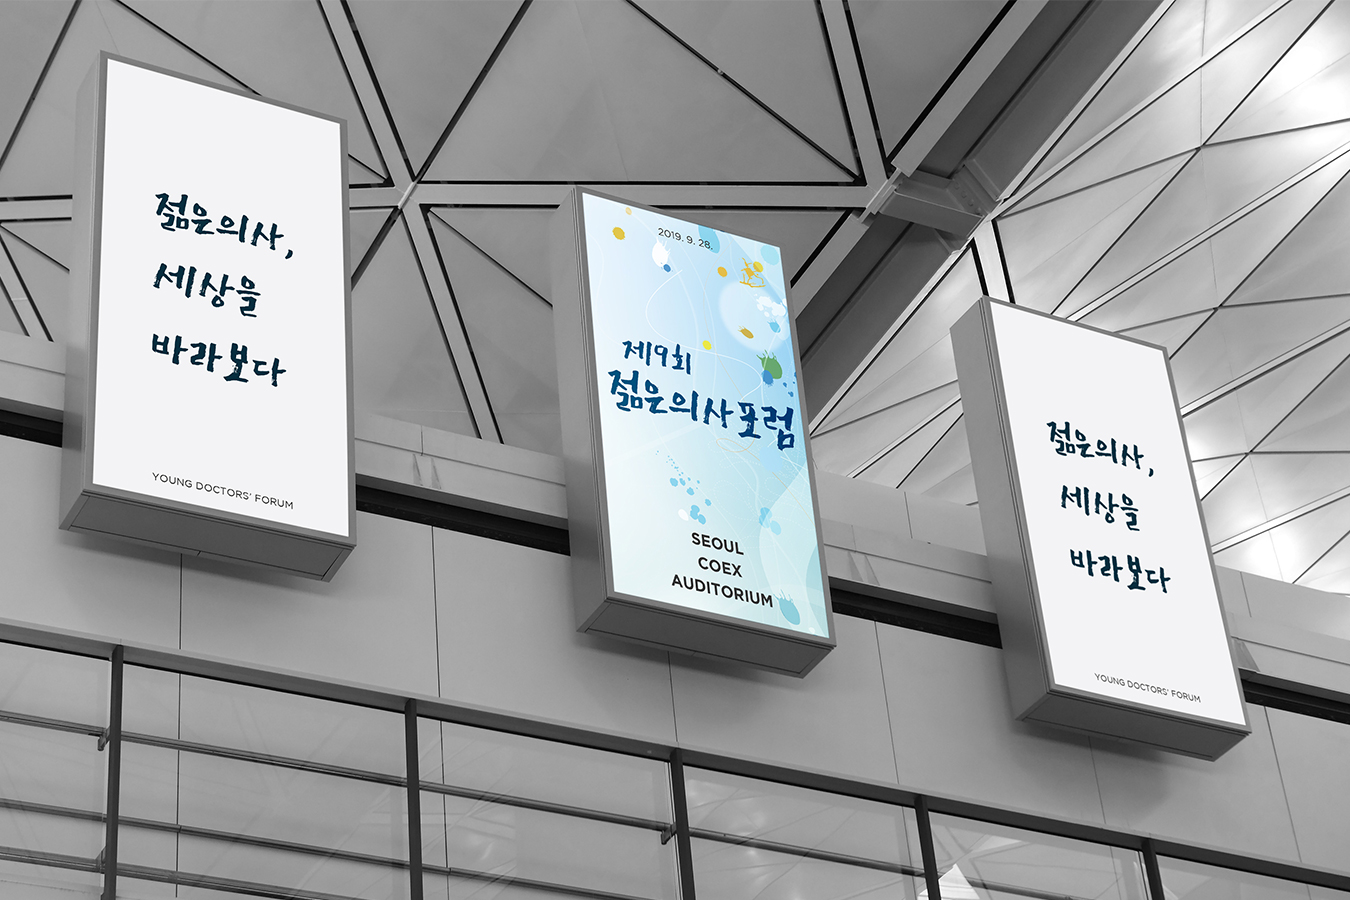 젊은의사,
세상을
바라보다
YOUNG DOCTORS' FORUM
2019. 9. 28.
제9회
젊은의사포럼
SEOUL
COEX
AUDITORIUM
젊은의사,
세상을
바라보다
YOUNG DOCTORS' FORUM